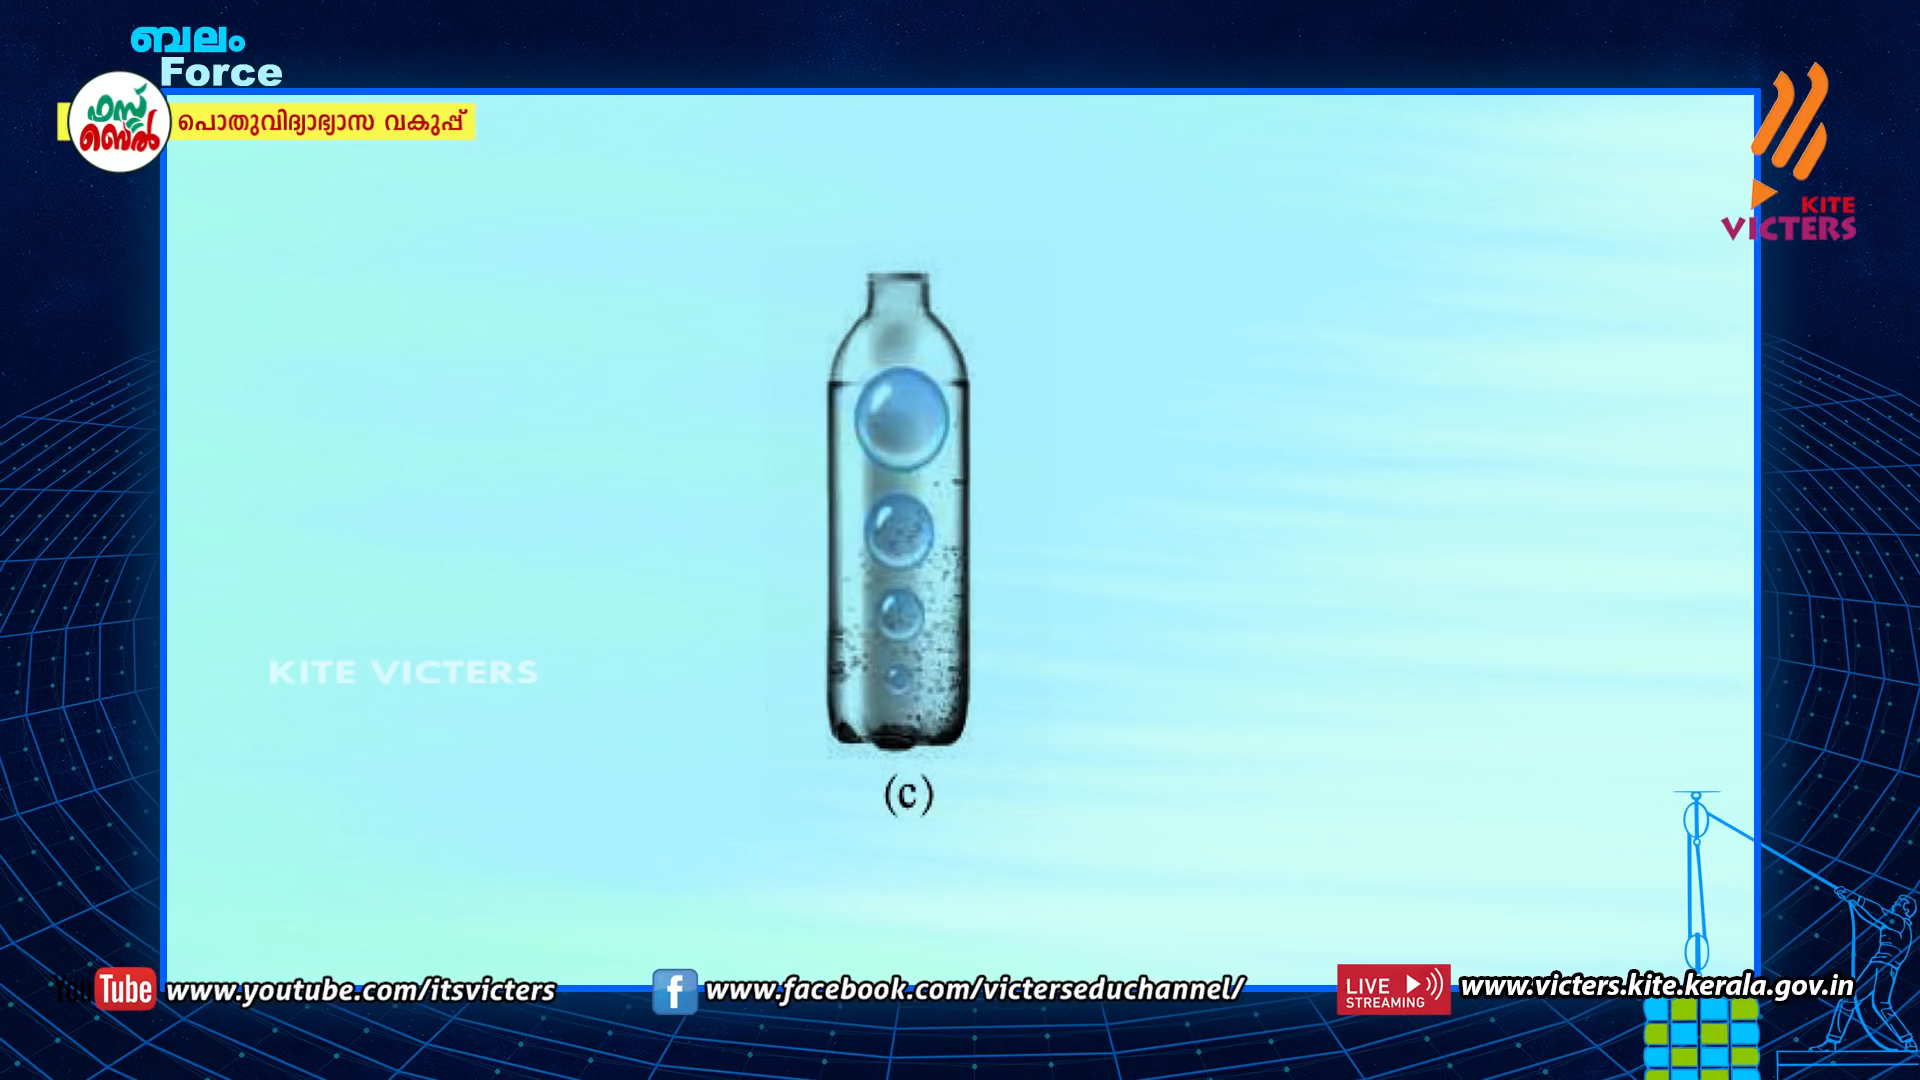 ബലം
Force
ഫസ്റ്റ്
ബെൽ
പൊതുവിദ്യാഭ്യാസ വകുപ്പ്
KITE
VICTERS
KITE VICTERS
(c)
YouTube
www.youtube.com/itsvicters
f
www.facebook.com/victerseduchannel/
LIVE
STREAMING
www.victers.kite.kerala.gov.in